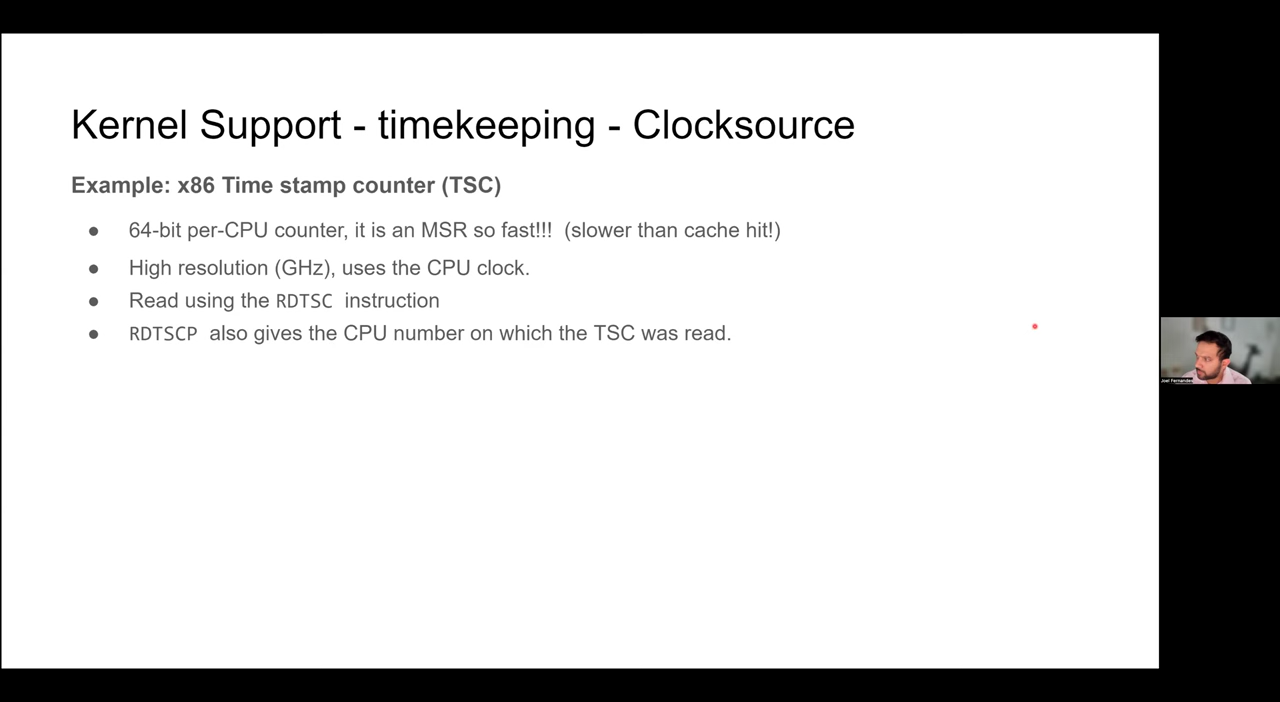 Kernel Support - timekeeping - Clocksource
Example: x86 Time stamp counter (TSC)
● 64-bit per-CPU counter, it is an MSR so fast!!! (slower than cache hit!)
● High resolution (GHz), uses the CPU clock.
● Read using the RDTSC instruction
● RDTSCP also gives the CPU number on which the TSC was read.
Joel Fernandes